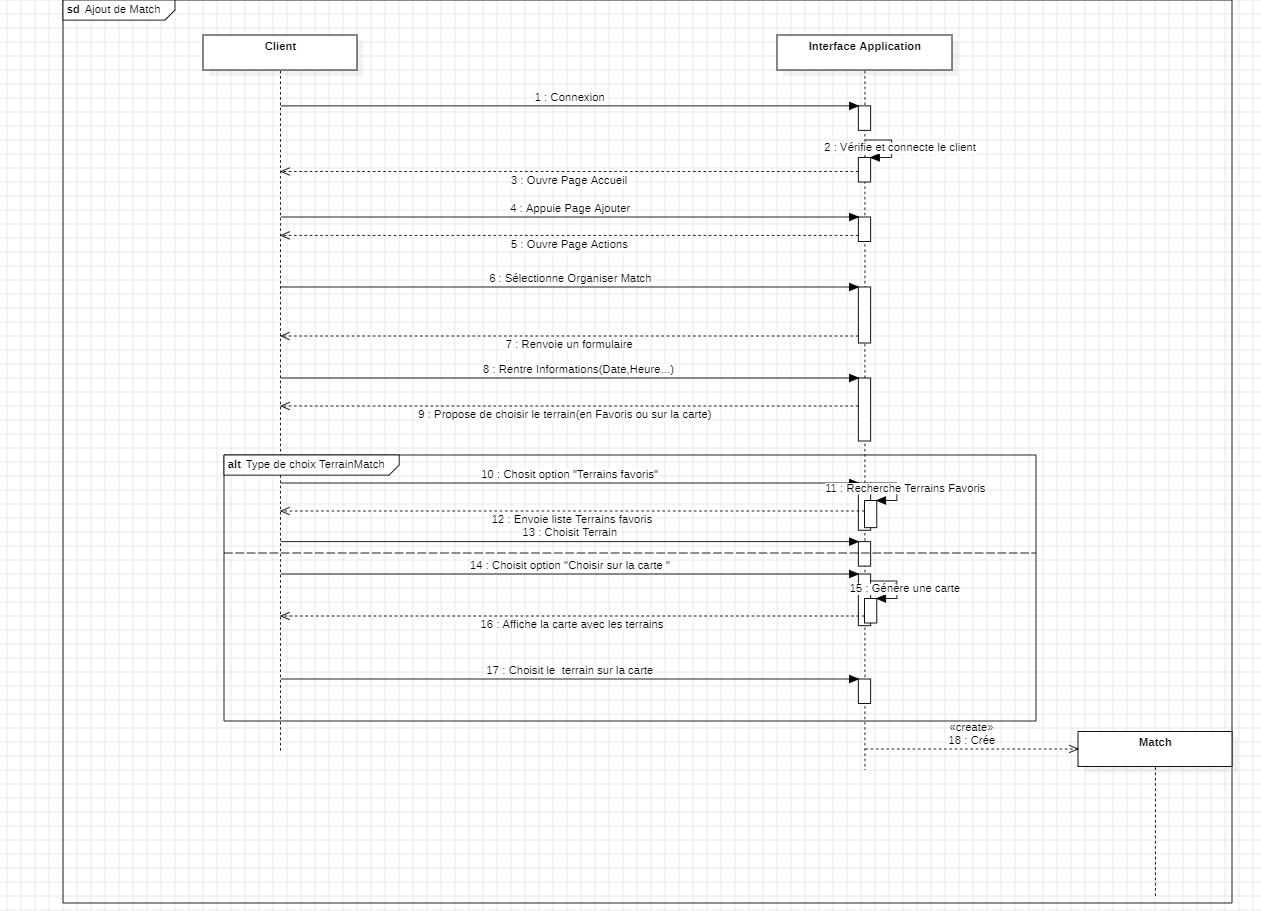 sd Ajout de Match
Client
Interface Application
1 : Connexion
2 : Vérifie et connecte le client
3 : Ouvre Page Accueil
4 : Appuie Page Ajouter
5 : Ouvre Page Actions
6 : Sélectionne Organiser Match
7 : Renvoie un formulaire
8 : Rentre Informations(Date,Heure...)
9 : Propose de choisir le terrain(en Favoris ou sur la carte)
alt Type de choix TerrainMatch
10 : Chosit option "Terrains favoris"
11 : Recherche Terrains Favoris
12 : Envoie liste Terrains favoris
13 : Choisit Terrain
14 : Choisit option "Choisir sur la carte "
15 : Génère une carte
16 : Affiche la carte avec les terrains
17 : Choisit le  terrain sur la carte
«create»
18 : Crée
Match